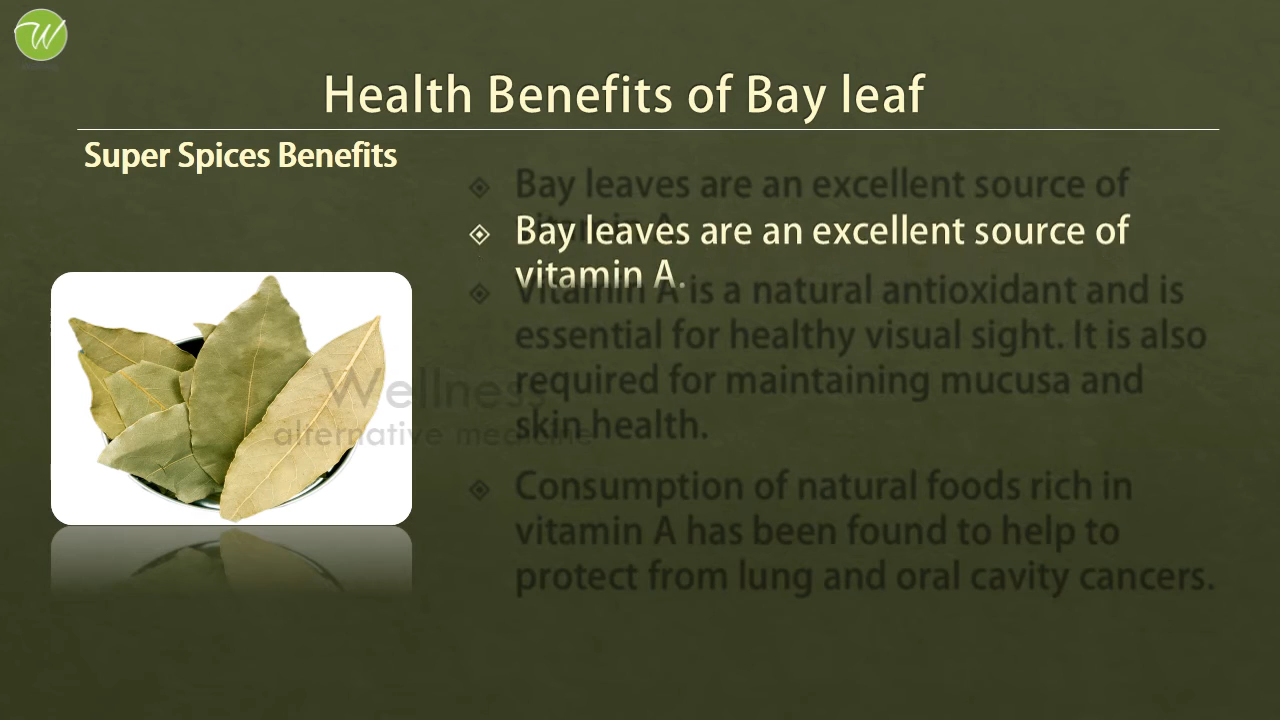 W
Health Benefits of Bay leaf
Super Spices Benefits
Bay leaves are an excellent source of
vitamin A.
Bay leaves are an excellent source of
vitamin A.
Vitamin A is a natural antioxidant and is
essential for healthy visual sight. It is also
required for maintaining mucusa and
skin health.
Consumption of natural foods rich in
vitamin A has been found to help to
protect from lung and oral cavity cancers.
Wellness
alternative medicine